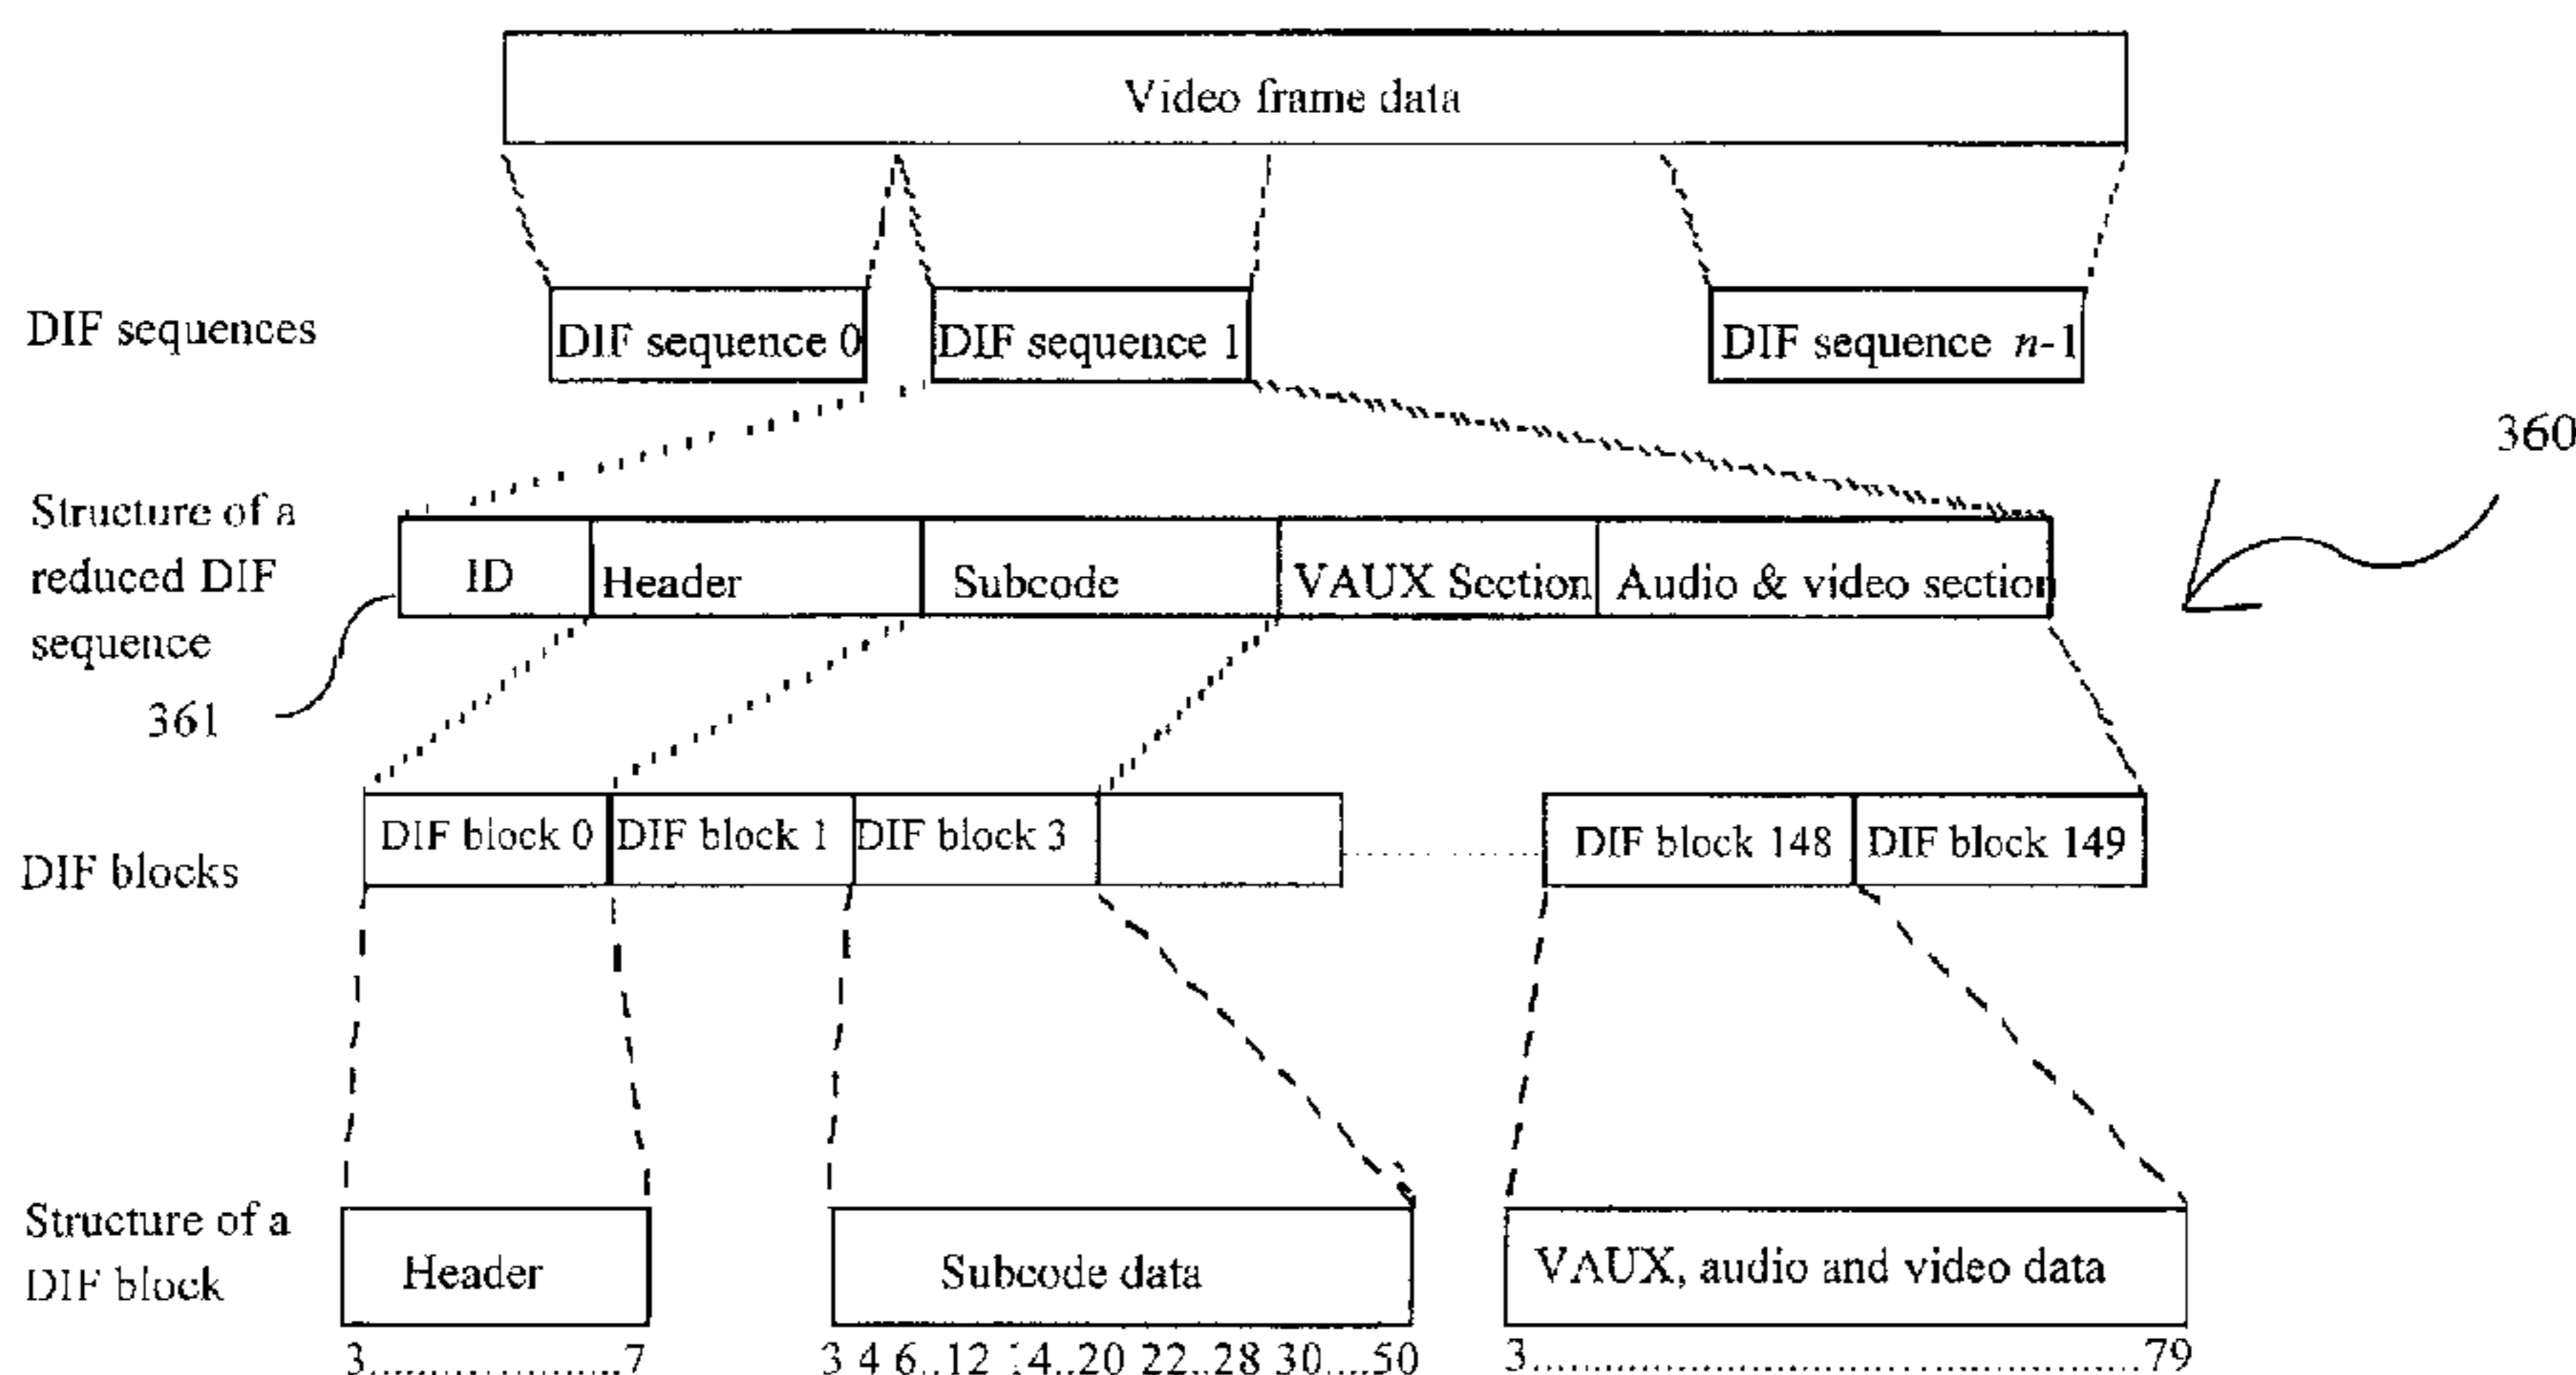 Video frame data
DIF sequences
DIF sequence 0
DIF sequence 1
DIF sequence n-1
360
Structure of a
reduced DIF
sequence
ID
Header
Subcode
VAUX Section
Audio & video section
361
DIF blocks
DIF block 0
DIF block 1
DIF block 3
DIF block 148
DIF block 149
Structure of a
DIF block
Header
Subcode data
VAUX, audio and video data
3......................7
3 4 6..12 14..20 22..28 30....50
3......................................................79